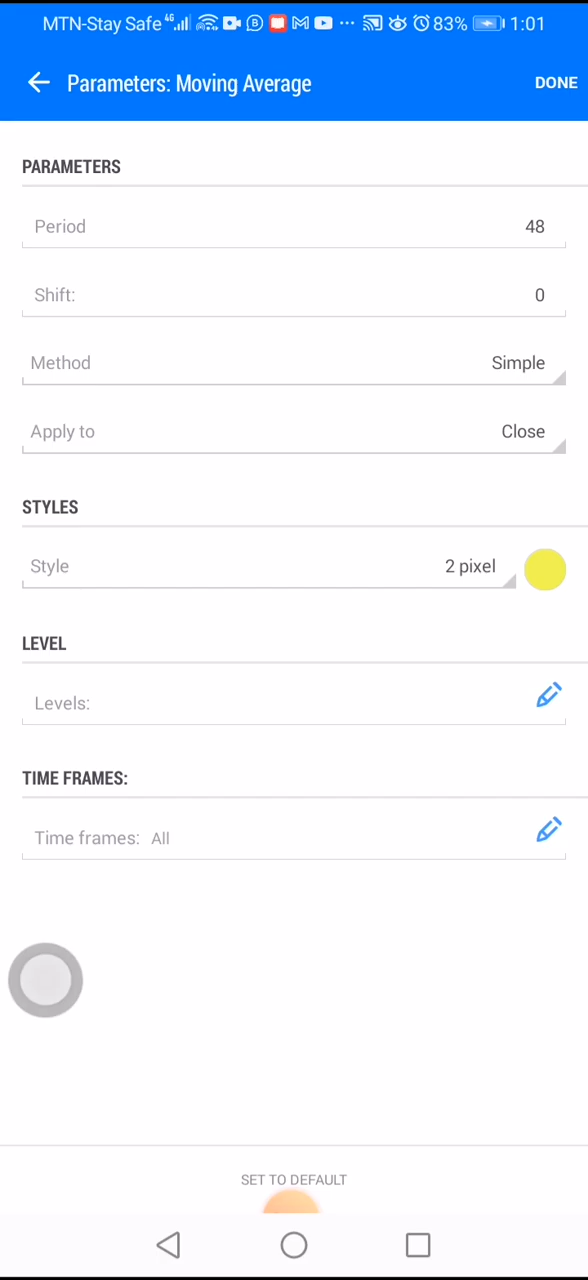 MTN-Stay Safe 4G 83% 1:01
Parameters: Moving Average DONE
PARAMETERS
Period 48
Shift: 0
Method Simple
Apply to Close
STYLES
Style 2 pixel
LEVEL
Levels:
TIME FRAMES:
Time frames: All
SET TO DEFAULT